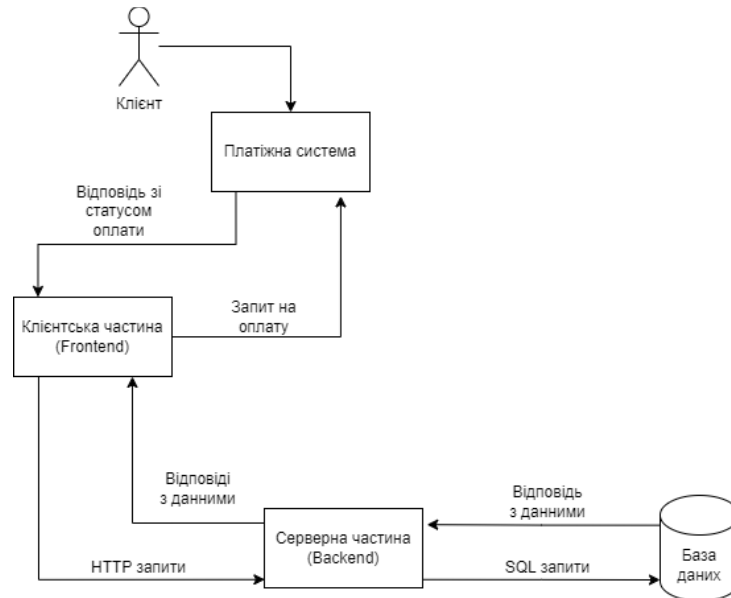 Клієнт
Платіжна система
Відповідь зі
статусом
оплати
Клієнтська частина
(Frontend)
Запит на
оплату
Відповіді
з данними
Відповідь
з данними
Серверна частина
(Backend)
База
даних
HTTP запити
SQL запити